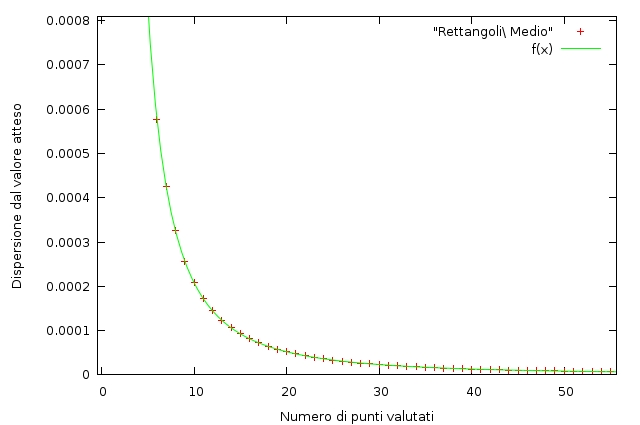 0.0008
0.0007
0.0006
0.0005
0.0004
0.0003
0.0002
0.0001
0
Dispersione dal valore atteso
"Rettangoli\ Medio"
f(x)
0 10 20 30 40 50
Numero di punti valutati